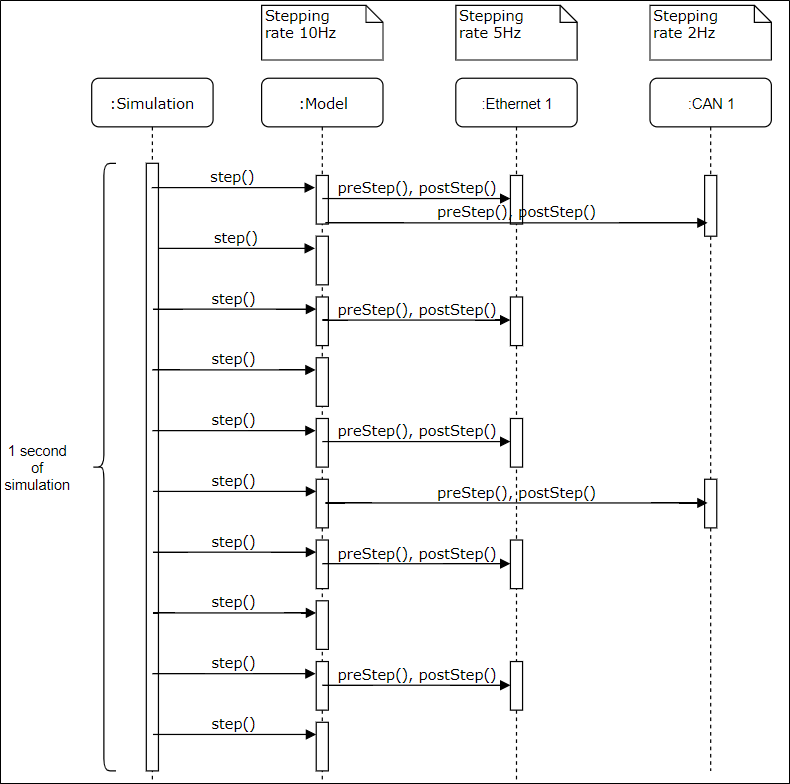 Stepping
rate 10Hz
Stepping
rate 5Hz
Stepping
rate 2Hz
:Simulation
:Model
:Ethernet 1
:CAN 1
step()
preStep(), postStep()
preStep(), postStep()
step()
step()
preStep(), postStep()
step()
step()
preStep(), postStep()
1 second
of
simulation
step()
preStep(), postStep()
step()
preStep(), postStep()
step()
step()
preStep(), postStep()
step()